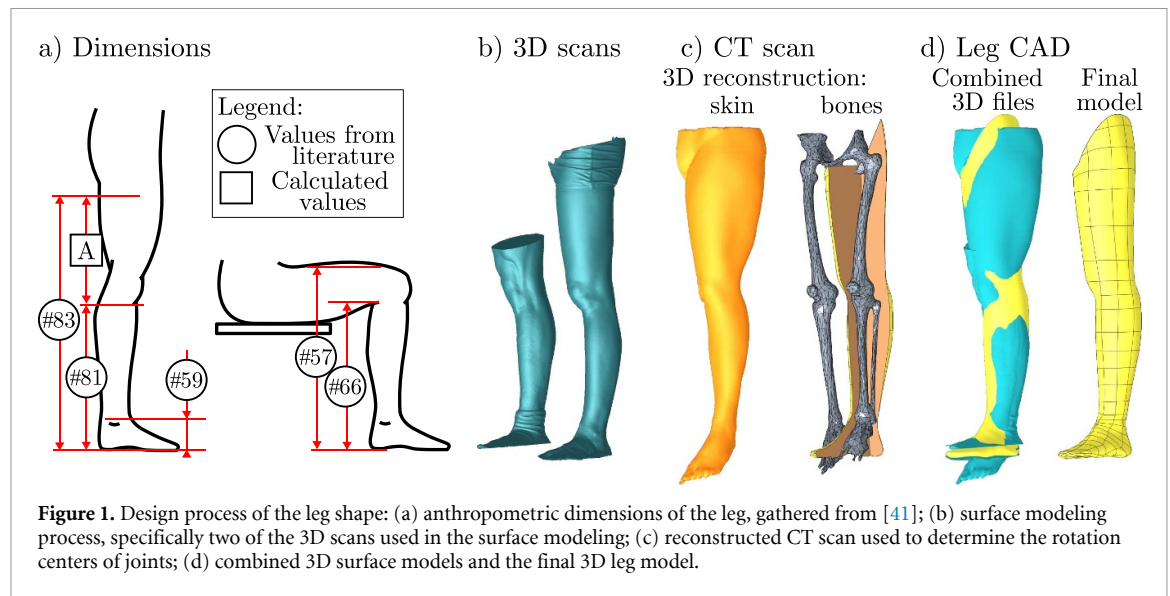 a) Dimensions
b) 3D scans
c) CT scan
d) Leg CAD
3D reconstruction:
skin
bones
Combined
3D files
Final
model
Legend:
Values from
literature
Calculated
values
A
#83
#81
#59
#57
#66
Figure 1. Design process of the leg shape: (a) anthropometric dimensions of the leg, gathered from [41]; (b) surface modeling
process, specifically two of the 3D scans used in the surface modeling; (c) reconstructed CT scan used to determine the rotation
centers of joints; (d) combined 3D surface models and the final 3D leg model.